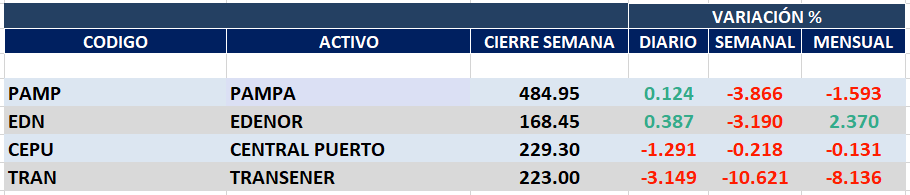 VARIACIÓN %
CODIGO ACTIVO CIERRE SEMANA DIARIO SEMANAL MENSUAL
PAMP PAMPA 484.95 0.124 -3.866 -1.593
EDN EDENOR 168.45 0.387 -3.190 2.370
CEPU CENTRAL PUERTO 229.30 -1.291 -0.218 -0.131
TRAN TRANSENER 223.00 -3.149 -10.621 -8.136